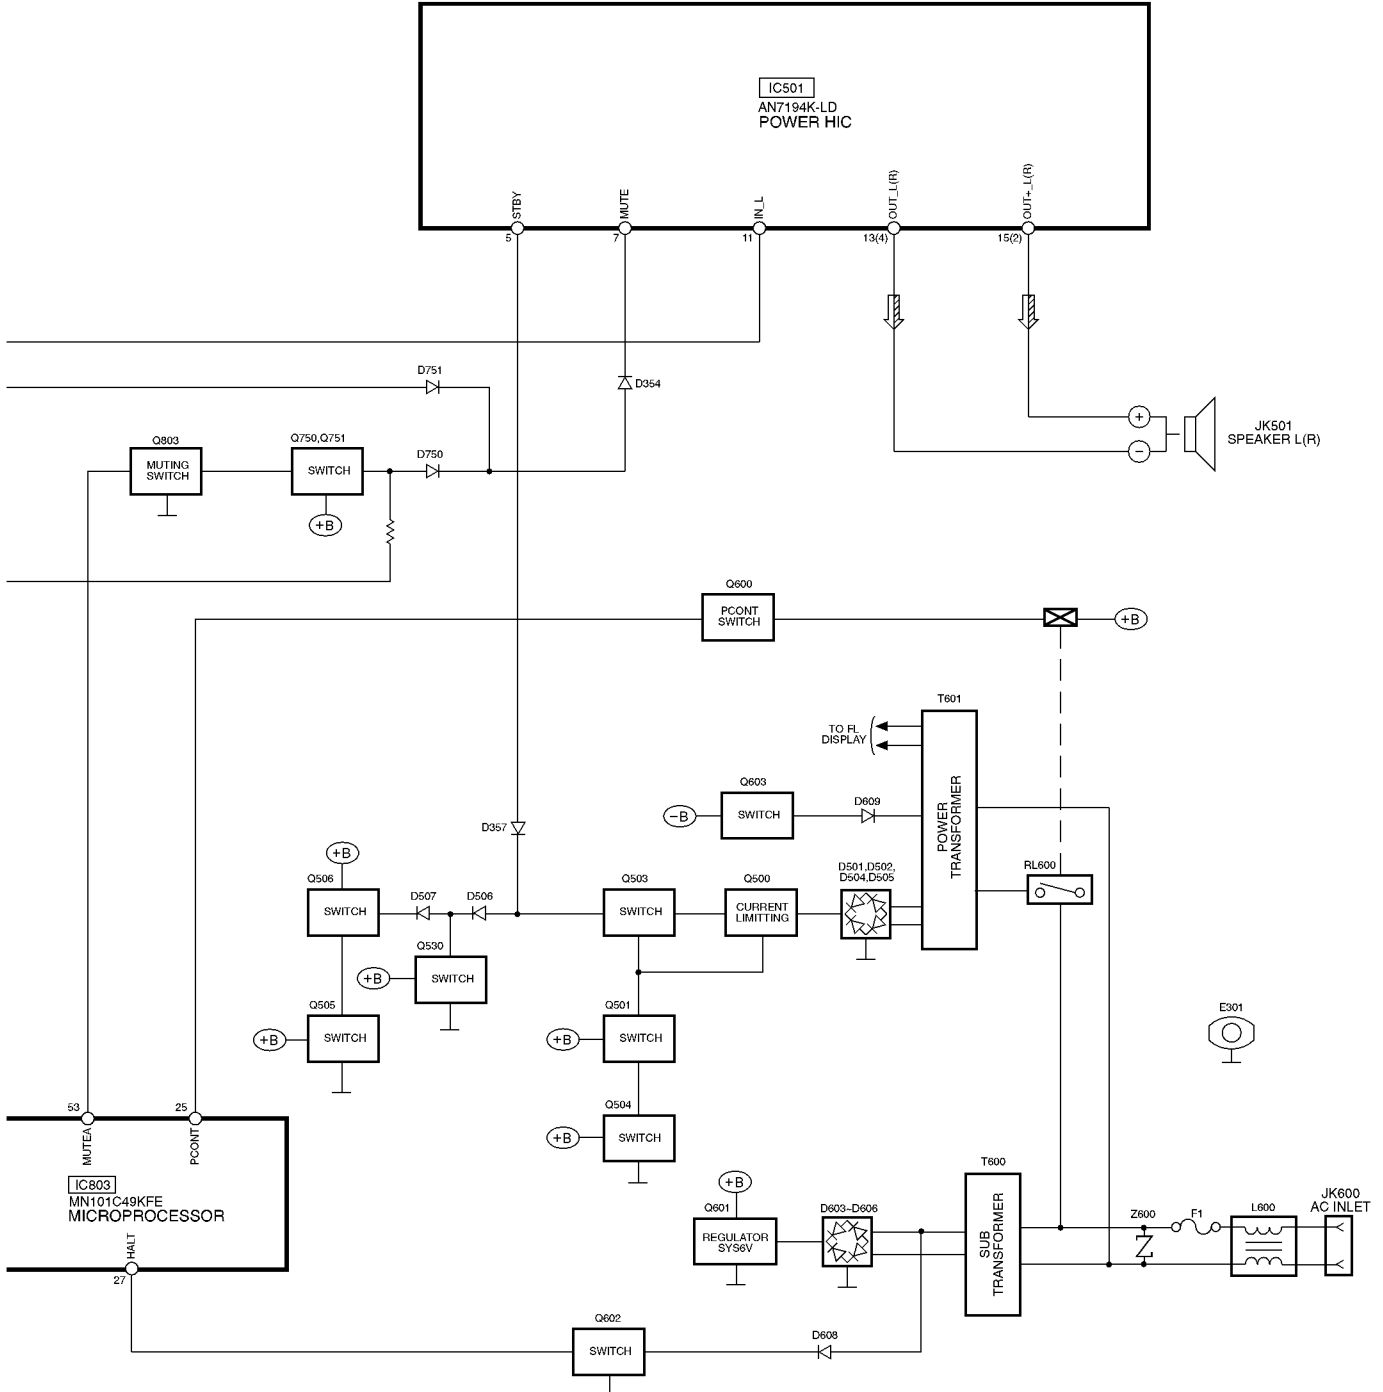 IC501
AN7194K-LD
POWER HIC
STBY
MUTE
IN_L
OUT_L(R)
OUT+_L(R)
5
7
11
13(4)
15(2)
D751
D354
Q803
MUTING
SWITCH
Q750,Q751
SWITCH
+B
D750
+
−
JK501
SPEAKER L(R)
Q600
PCONT
SWITCH
+B
T601
POWER
TRANSFORMER
TO FL
DISPLAY
Q603
SWITCH
−B
D609
D357
RL600
+B
Q506
SWITCH
D507
D506
Q503
SWITCH
Q500
CURRENT
LIMITTING
D501,D502,
D504,D505
Q530
SWITCH
+B
Q505
SWITCH
+B
Q501
SWITCH
+B
Q504
SWITCH
+B
E301
53
25
MUTEA
PCONT
IC803
MN101C49KFE
MICROPROCESSOR
HALT
27
T600
SUB
TRANSFORMER
+B
Q601
REGULATOR
SYS6V
D603~D606
Z600
F1
L600
JK600
AC INLET
Q602
SWITCH
D608